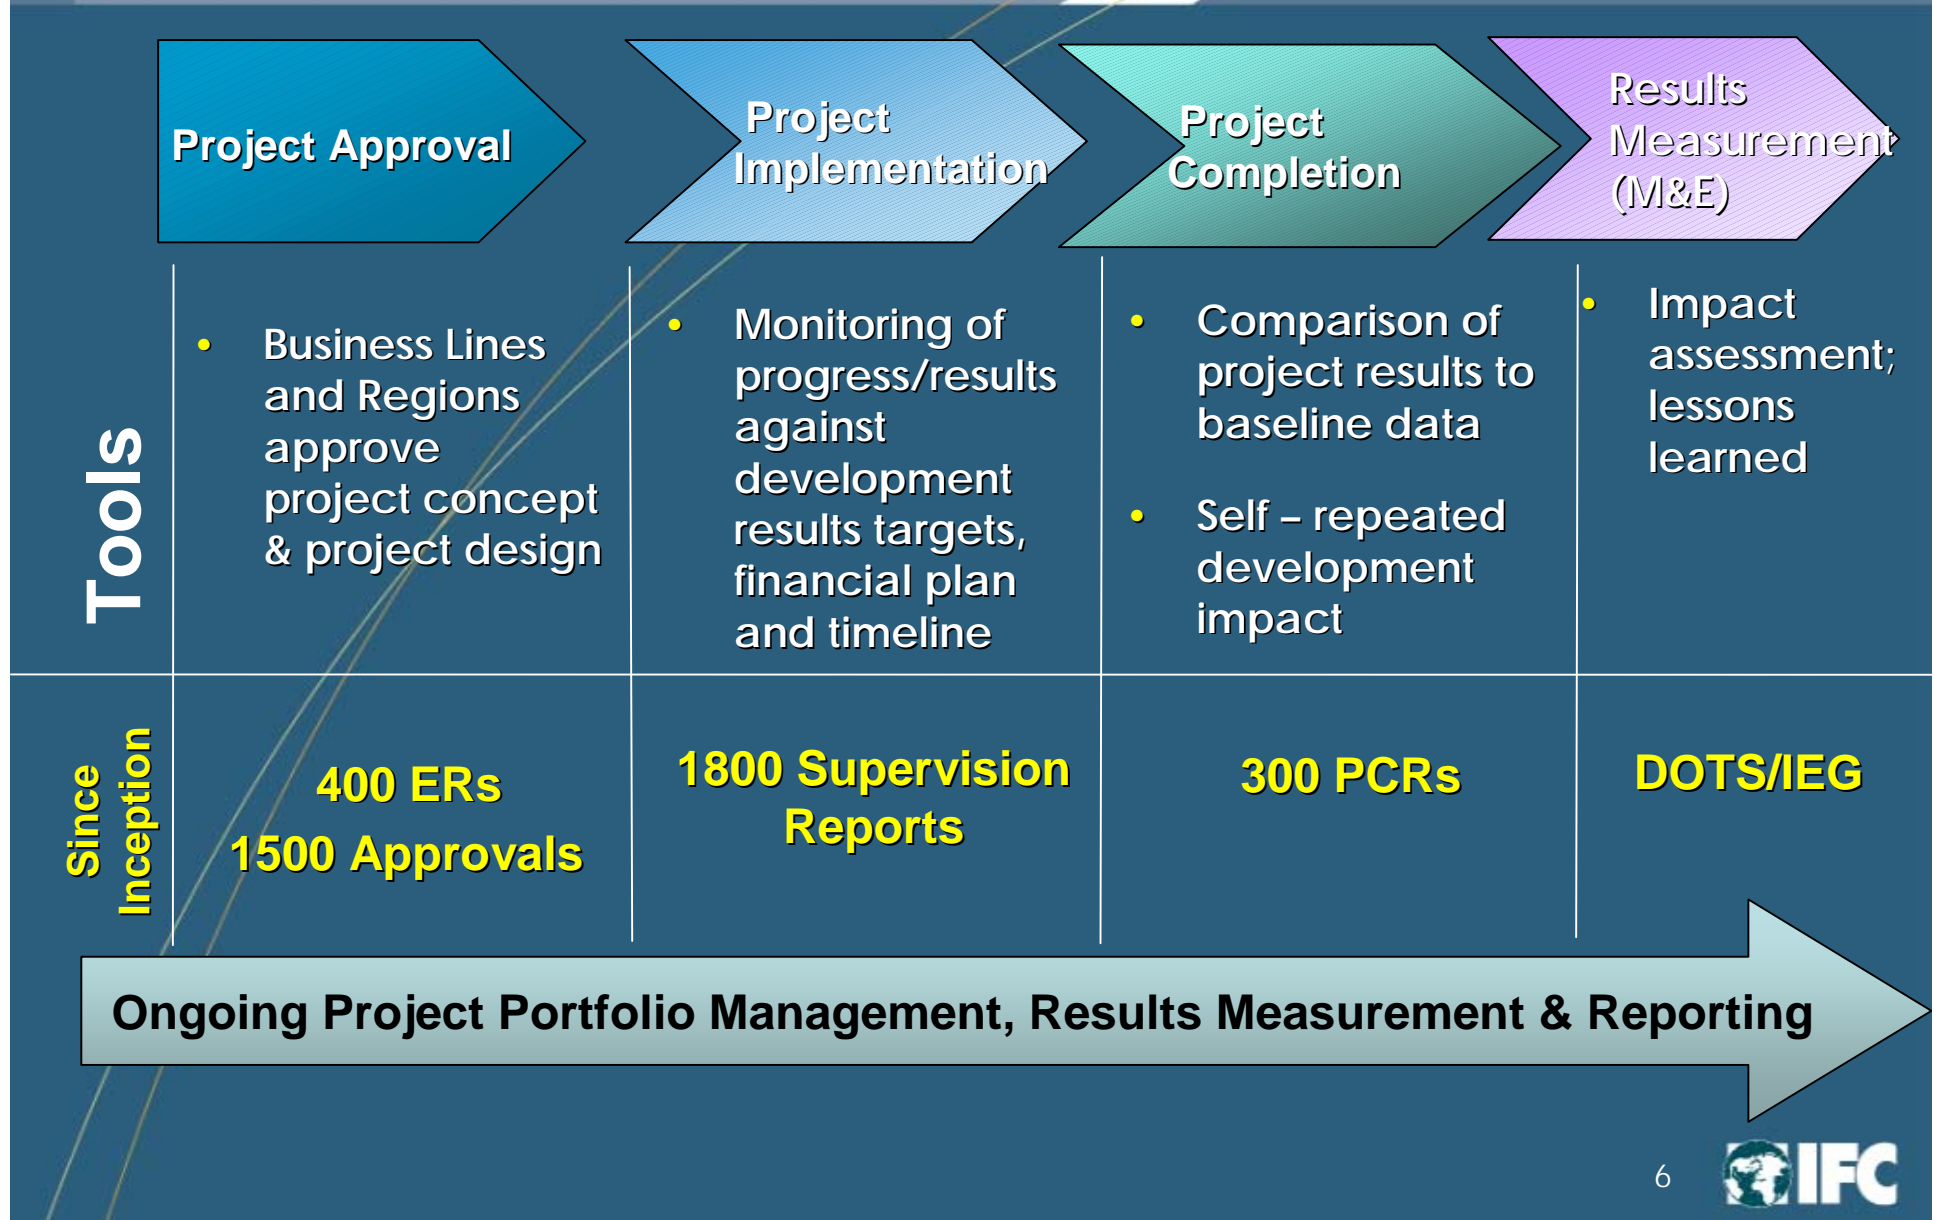 Project Approval
Project
Implementation
Project
Completion
Results
Measurement
(M&E)
Tools
• Business Lines
and Regions
approve
project concept
& project design
• Monitoring of
progress/results
against
development
results targets,
financial plan
and timeline
• Comparison of
project results to
baseline data
• Self – repeated
development
impact
• Impact
assessment;
lessons
learned
Since
Inception
400 ERs
1500 Approvals
1800 Supervision
Reports
300 PCRs
DOTS/IEG
Ongoing Project Portfolio Management, Results Measurement & Reporting
6
IFC